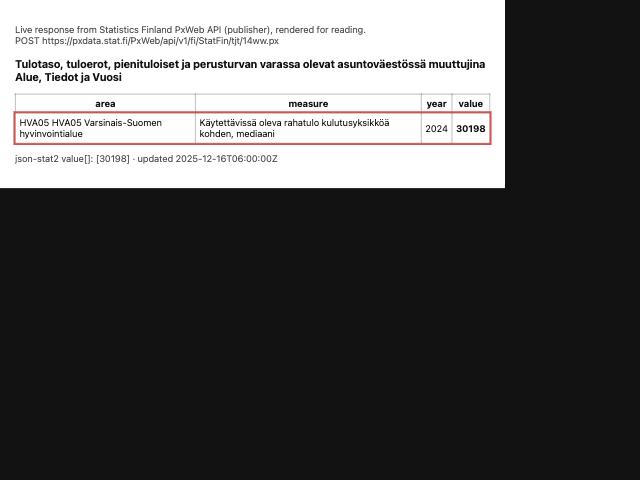 Live response from Statistics Finland PxWeb API (publisher), rendered for reading.
POST https://pxdata.stat.fi/PxWeb/api/v1/fi/StatFin/tjt/14ww.px
Tulotaso, tuloerot, pienituloiset ja perusturvan varassa olevat asuntoväestössä muuttujina
Alue, Tiedot ja Vuosi
area measure year value
HVA05 HVA05 Varsinais-Suomen
hyvinvointialue
Käytettävissä oleva rahatulo kulutusyksikköä
kohden, mediaani
2024 30198
json-stat2 value[]: [30198] · updated 2025-12-16T06:00:00Z